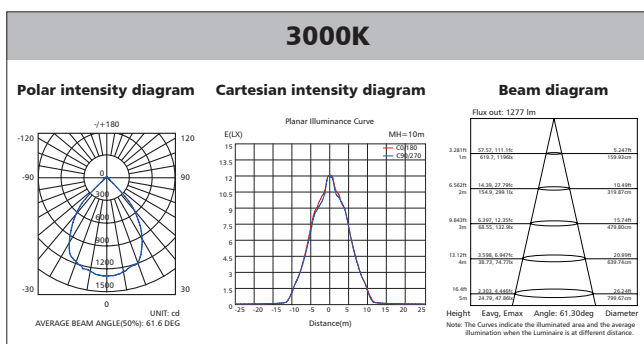 3000K
Polar intensity diagram
-/+180
-120
120
-90
90
0
300
600
900
1200
1500
-30
30
0
UNIT: cd
AVERAGE BEAM ANGLE(50%): 61.6 DEG
Cartesian intensity diagram
Planar Illuminance Curve
E(LX)
MH=10m
C0/180
C90/270
15
13.5
12
10.5
9
7.5
6
4.5
3
1.5
0
-25 -20 -15 -10 -5 0 5 10 15 20 25
Distance(m)
Beam diagram
Flux out: 1277 lm
3.281ft 57.57, 111.1fc 5.247ft
1m 619.7, 1196lx 159.93cm
6.562ft 14.39, 27.79fc 10.49ft
2m 154.9, 299.1lx 319.87cm
9.843ft 6.397, 12.35fc 15.74ft
3m 68.55, 132.9lx 479.80cm
13.12ft 3.598, 6.947fc 20.99ft
4m 38.73, 74.77lx 639.74cm
16.4ft 2.303, 4.446fc 26.24ft
5m 24.79, 47.86lx 799.67cm
Height Eavg, Emax Angle: 61.30deg Diameter
Note: The Curves indicate the illuminated area and the average
illumination when the Luminaire is at different distance.